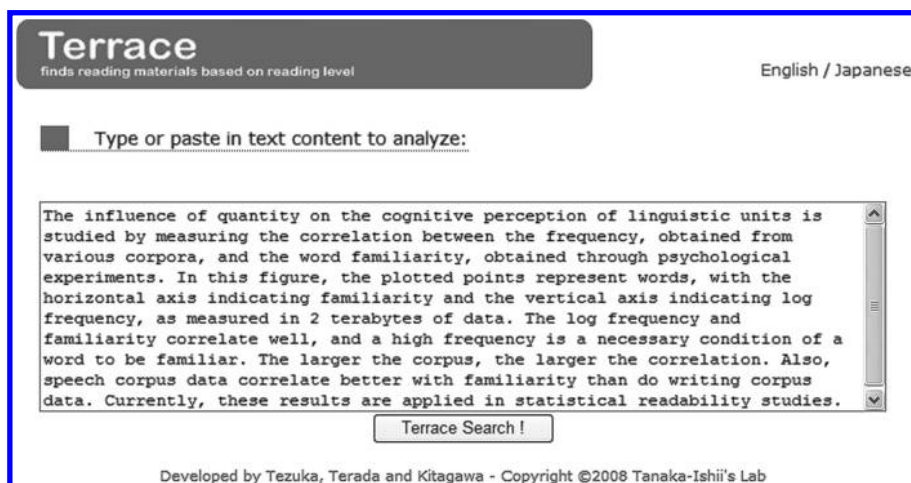 Terrace
finds reading materials based on reading level
English / Japanese
Type or paste in text content to analyze:
The influence of quantity on the cognitive perception of linguistic units is
studied by measuring the correlation between the frequency, obtained from
various corpora, and the word familiarity, obtained through psychological
experiments. In this figure, the plotted points represent words, with the
horizontal axis indicating familiarity and the vertical axis indicating log
frequency, as measured in 2 terabytes of data. The log frequency and
familiarity correlate well, and a high frequency is a necessary condition of a
word to be familiar. The larger the corpus, the larger the correlation. Also,
speech corpus data correlate better with familiarity than do writing corpus
data. Currently, these results are applied in statistical readability studies.
Terrace Search !
Developed by Tezuka, Terada and Kitagawa - Copyright ©2008 Tanaka-Ishii's Lab